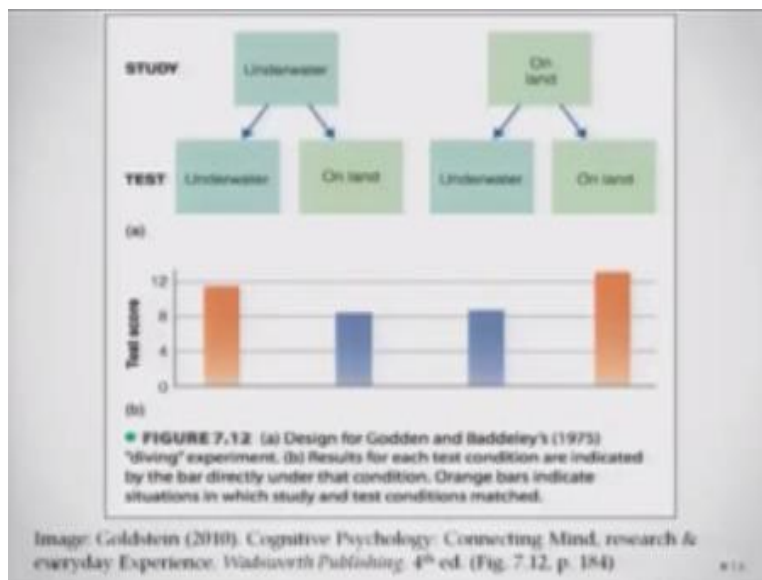 STUDY
Underwater
On
land
TEST
Underwater
On land
Underwater
On land
(a)
Test score
12
8
4
0
(b)
• FIGURE 7.12 (a) Design for Godden and Baddeley's (1975)
"diving" experiment. (b) Results for each test condition are indicated
by the bar directly under that condition. Orange bars indicate
situations in which study and test conditions matched.
Image: Goldstein (2010). Cognitive Psychology: Connecting Mind, research &
everyday Experience. Wadsworth Publishing. 4th ed. (Fig. 7.12, p. 184)